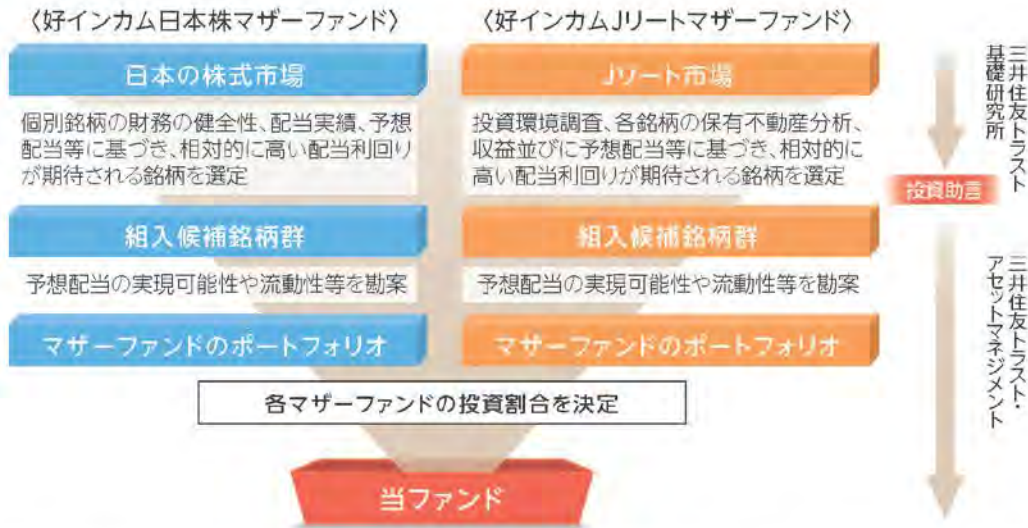 〈好インカム日本株マザーファンド〉
日本の株式市場
個別銘柄の財務の健全性、配当実績、予想
配当等に基づき、相対的に高い配当利回り
が期待される銘柄を選定
組入候補銘柄群
予想配当の実現可能性や流動性等を勘案
マザーファンドのポートフォリオ
〈好インカムJリートマザーファンド〉
Jリート市場
投資環境調査、各銘柄の保有不動産分析、
収益並びに予想配当等に基づき、相対的に
高い配当利回りが期待される銘柄を選定
組入候補銘柄群
予想配当の実現可能性や流動性等を勘案
マザーファンドのポートフォリオ
各マザーファンドの投資割合を決定
当ファンド
三井住友トラスト
基礎研究所
投資助言
三井住友トラスト・
アセットマネジメント